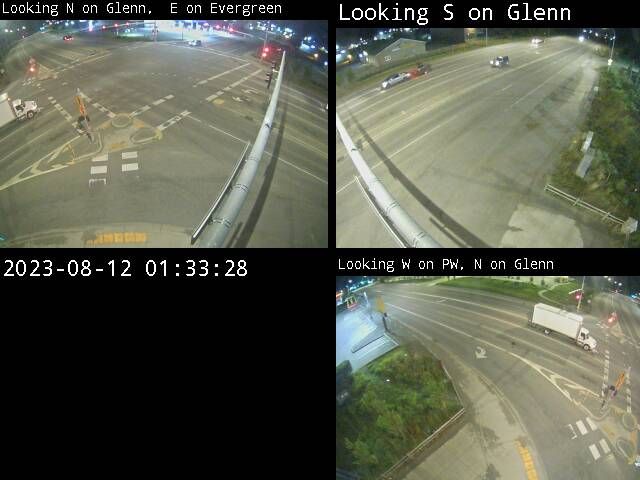 Looking N on Glenn,  E on Evergreen
Looking S on Glenn
2023-08-12 01:33:28
Looking W on PW, N on Glenn